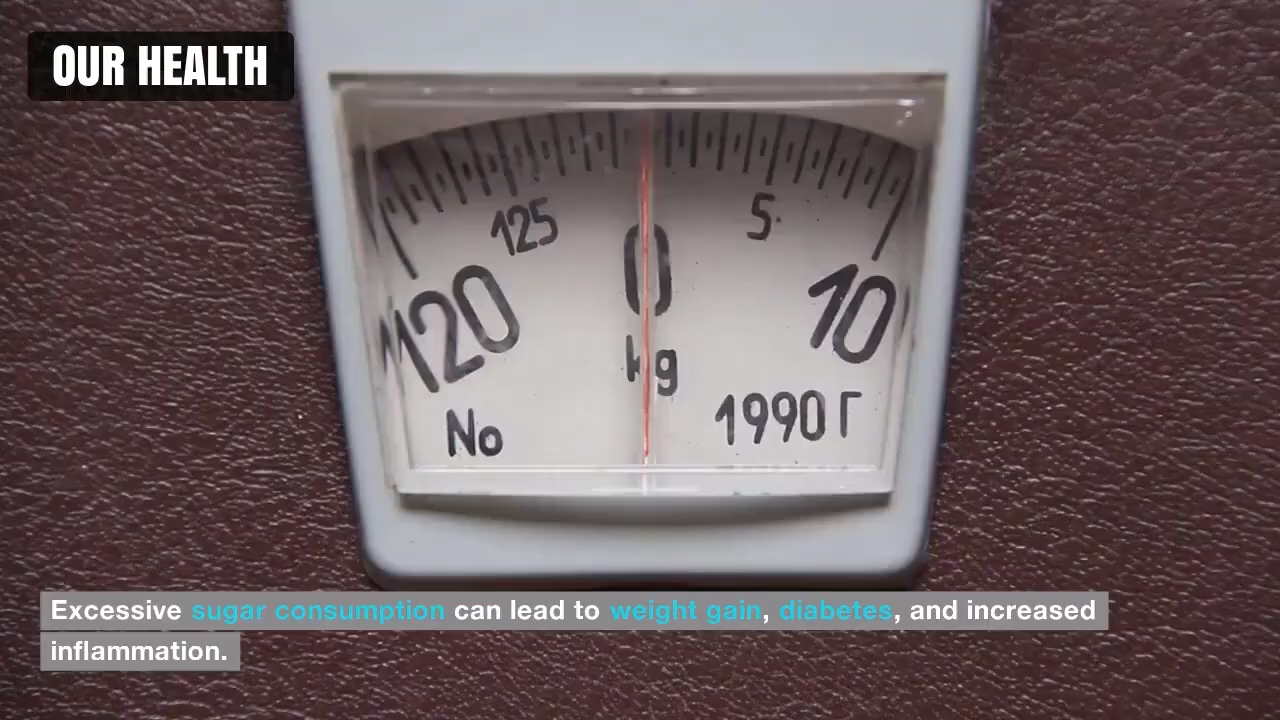 OUR HEALTH
125
5
120
0
10
kg
No
1990 Г
Excessive sugar consumption can lead to weight gain, diabetes, and increased
inflammation.